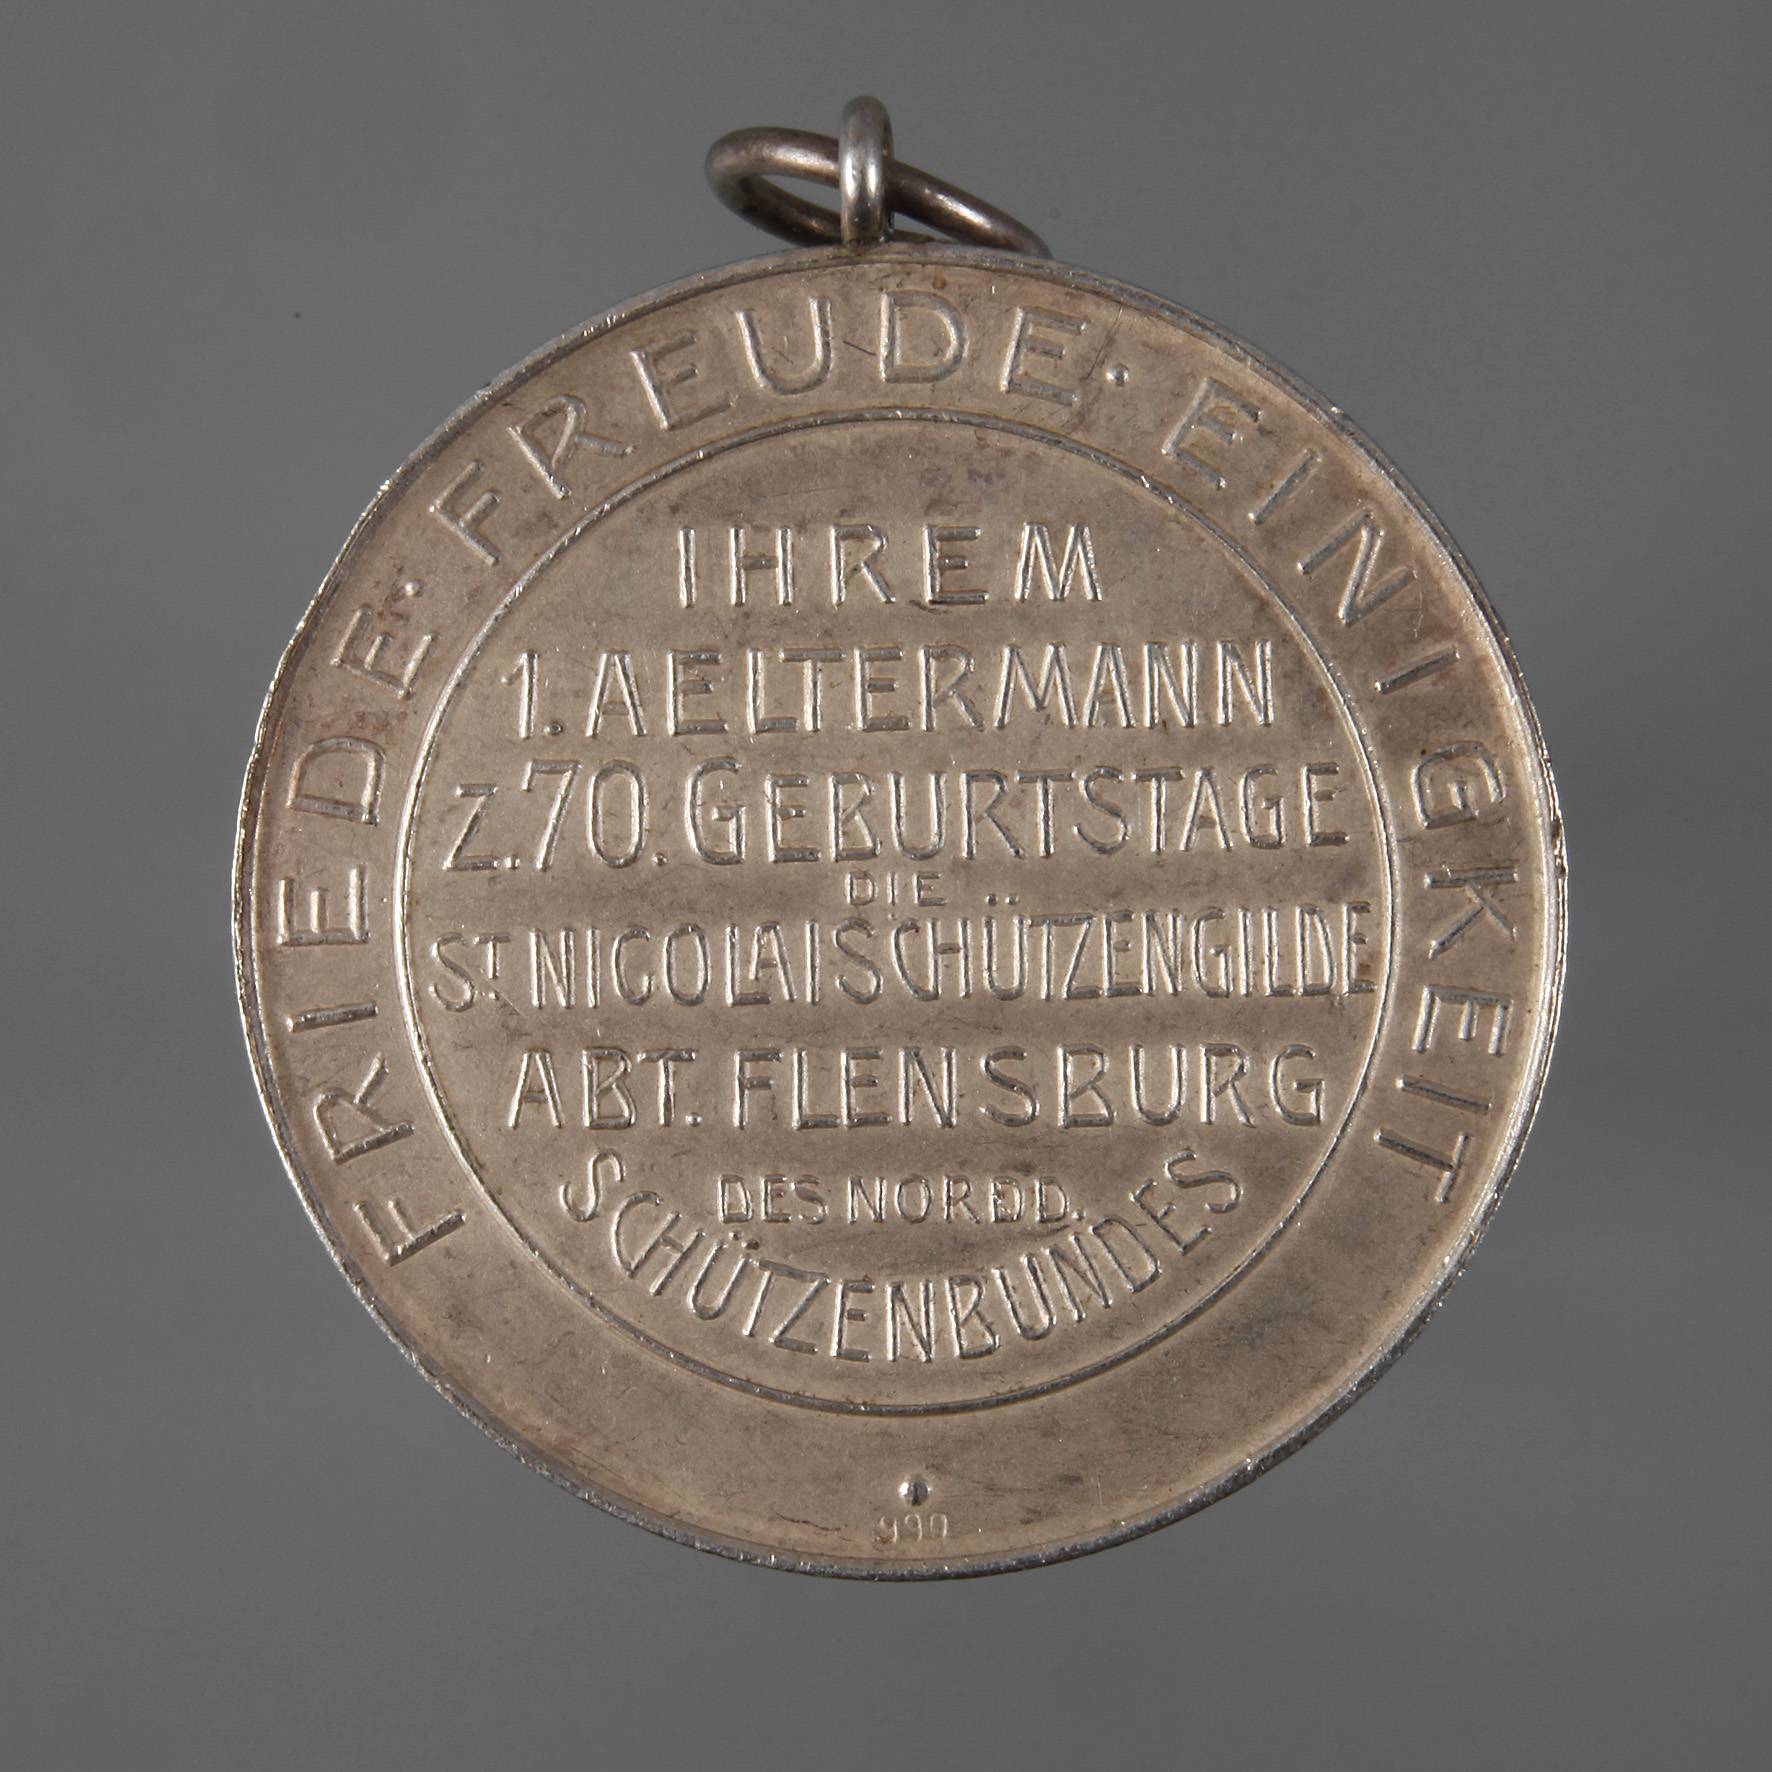 FRIEDE · FREUDE · EINIGKEIT
IHREM
1. AELTERMANN
Z. 70. GEBURTSTAGE
DIE
ST. NICOLAISCHÜTZENGILDE
ABT. FLENSBURG
DES NORDD.
SCHÜTZENBUNDES
990